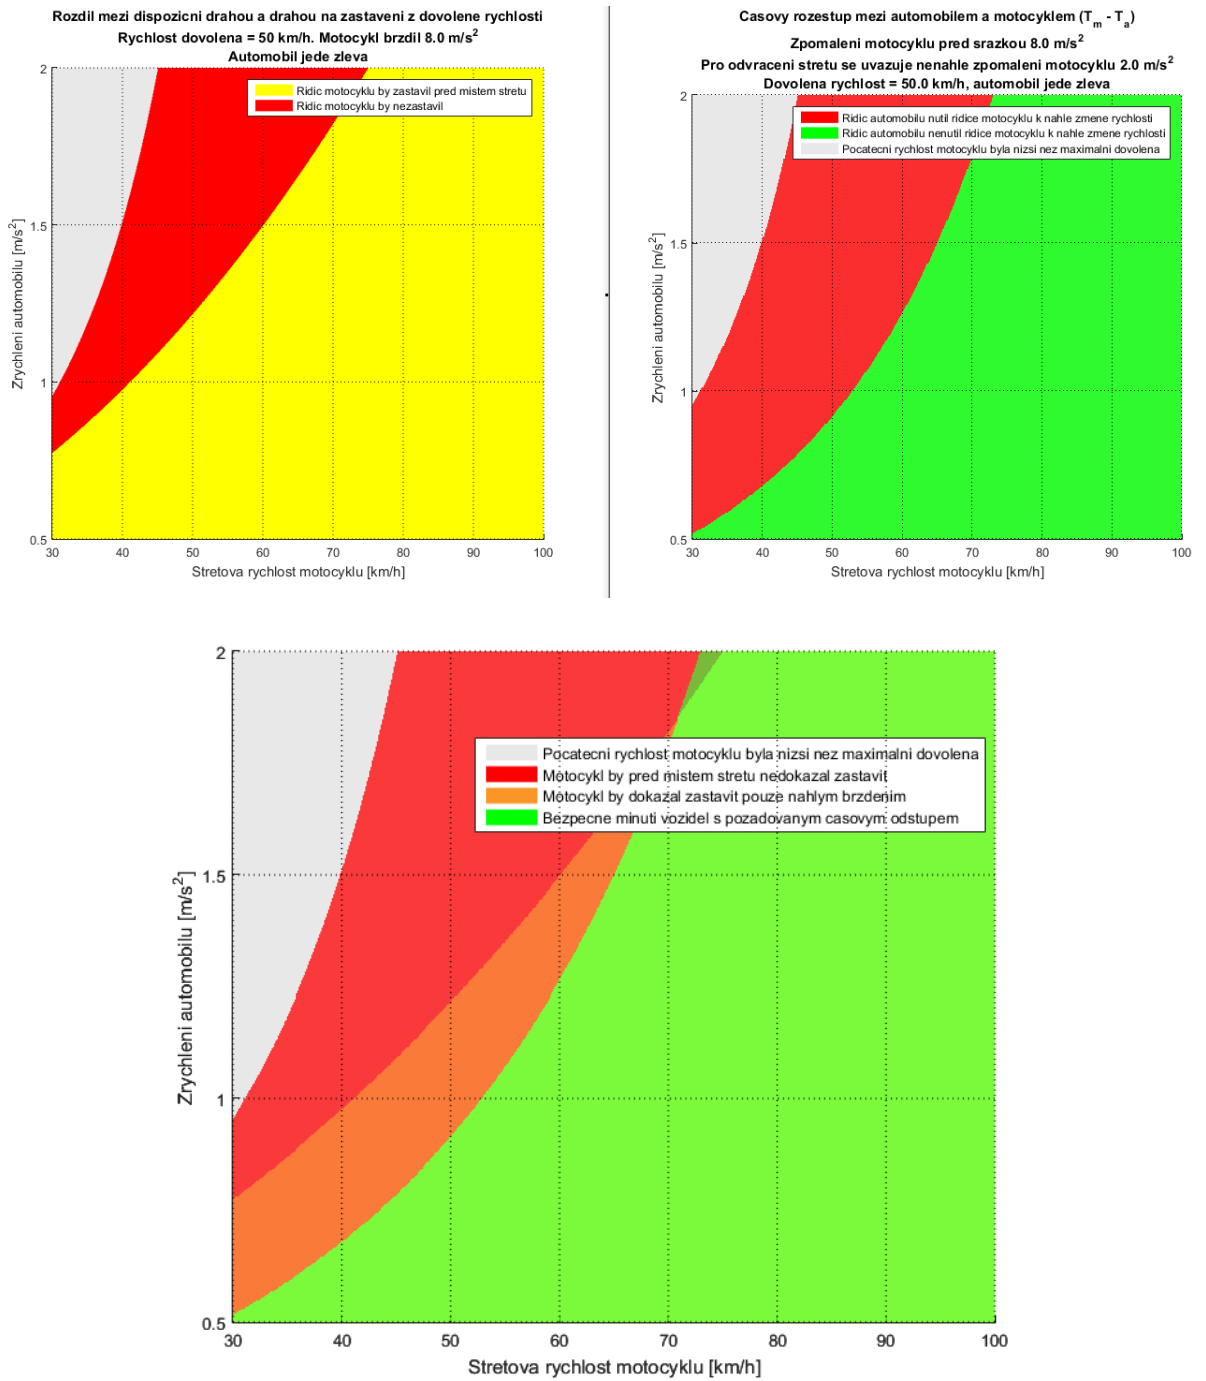 Rozdil mezi dispozicni drahou a drahou na zastaveni z dovolene rychlosti
Rychlost dovolena = 50 km/h. Motocykl brzdil 8.0 m/s²
Automobil jede zleva
Ridic motocyklu by zastavil pred mistem stretu
Ridic motocyklu by nezastavil
Zrychleni automobilu [m/s²]
2
1.5
1
0.5
30 40 50 60 70 80 90 100
Stretova rychlost motocyklu [km/h]
Casovy rozestup mezi automobilem a motocyklem (Tₘ - Tₐ)
Zpomaleni motocyklu pred srazkou 8.0 m/s²
Pro odvraceni stretu se uvazuje nenahle zpomaleni motocyklu 2.0 m/s²
Dovolena rychlost = 50.0 km/h, automobil jede zleva
Ridic automobilu nutil ridice motocyklu k nahle zmene rychlosti
Ridic automobilu nenutil ridice motocyklu k nahle zmene rychlosti
Pocatecni rychlost motocyklu byla nizsi nez maximalni dovolena
Zrychleni automobilu [m/s²]
2
1.5
1
0.5
30 40 50 60 70 80 90 100
Stretova rychlost motocyklu [km/h]
Pocatecni rychlost motocyklu byla nizsi nez maximalni dovolena
Motocykl by pred mistem stretu nedokazal zastavit
Motocykl by dokazal zastavit pouze nahlym brzdenim
Bezpecne minuti vozidel s pozadovanym casovym odstupem
Zrychleni automobilu [m/s²]
2
1.5
1
0.5
30 40 50 60 70 80 90 100
Stretova rychlost motocyklu [km/h]